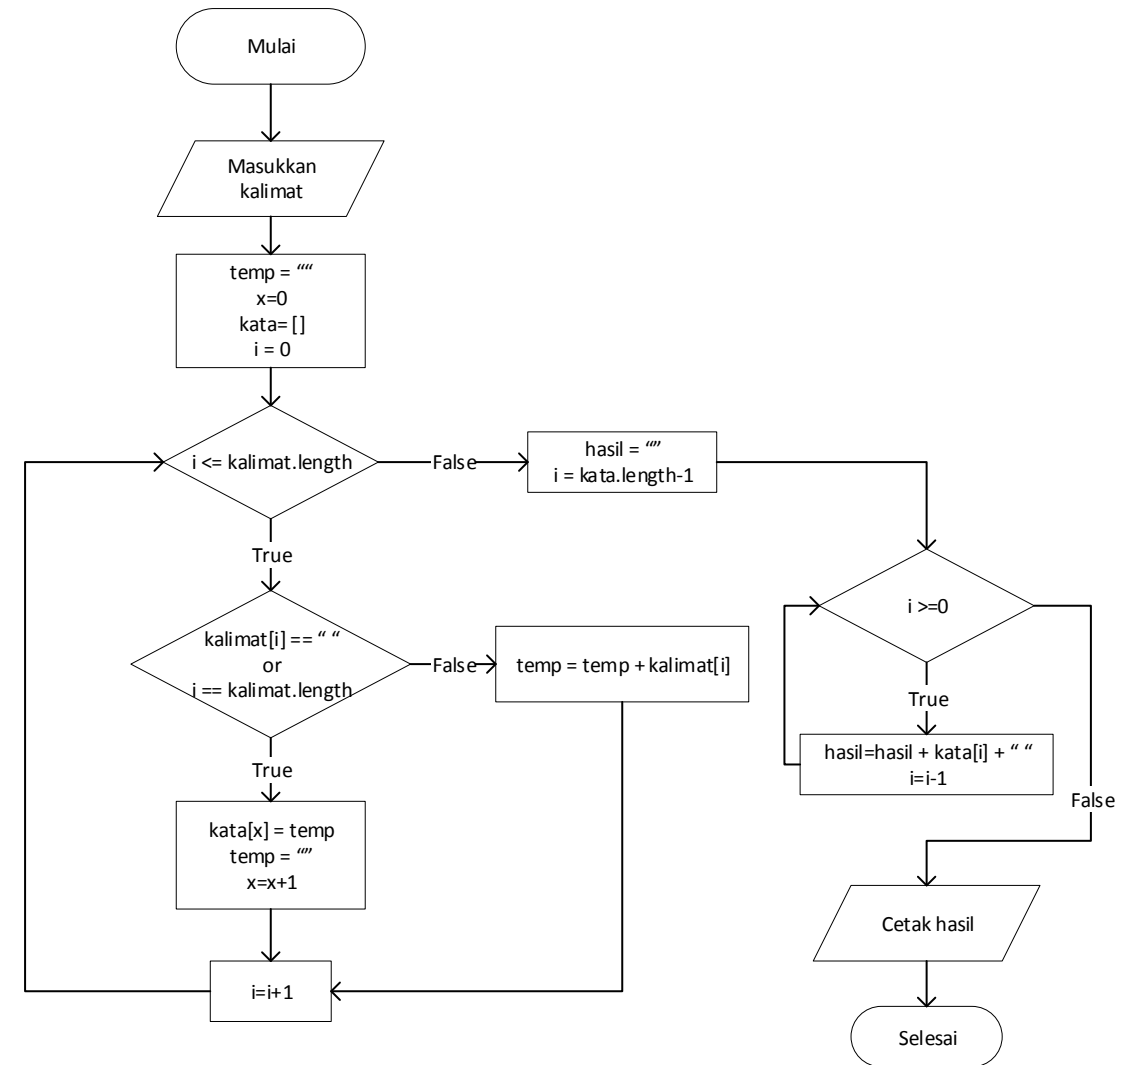 Mulai
Masukkan
kalimat
temp = ““
x=0
kata= []
i = 0
i <= kalimat.length
False
hasil = “”
i = kata.length-1
True
kalimat[i] == “ “
or
i == kalimat.length
False
temp = temp + kalimat[i]
True
kata[x] = temp
temp = “”
x=x+1
i=i+1
i >=0
True
hasil=hasil + kata[i] + “ “
i=i-1
False
Cetak hasil
Selesai